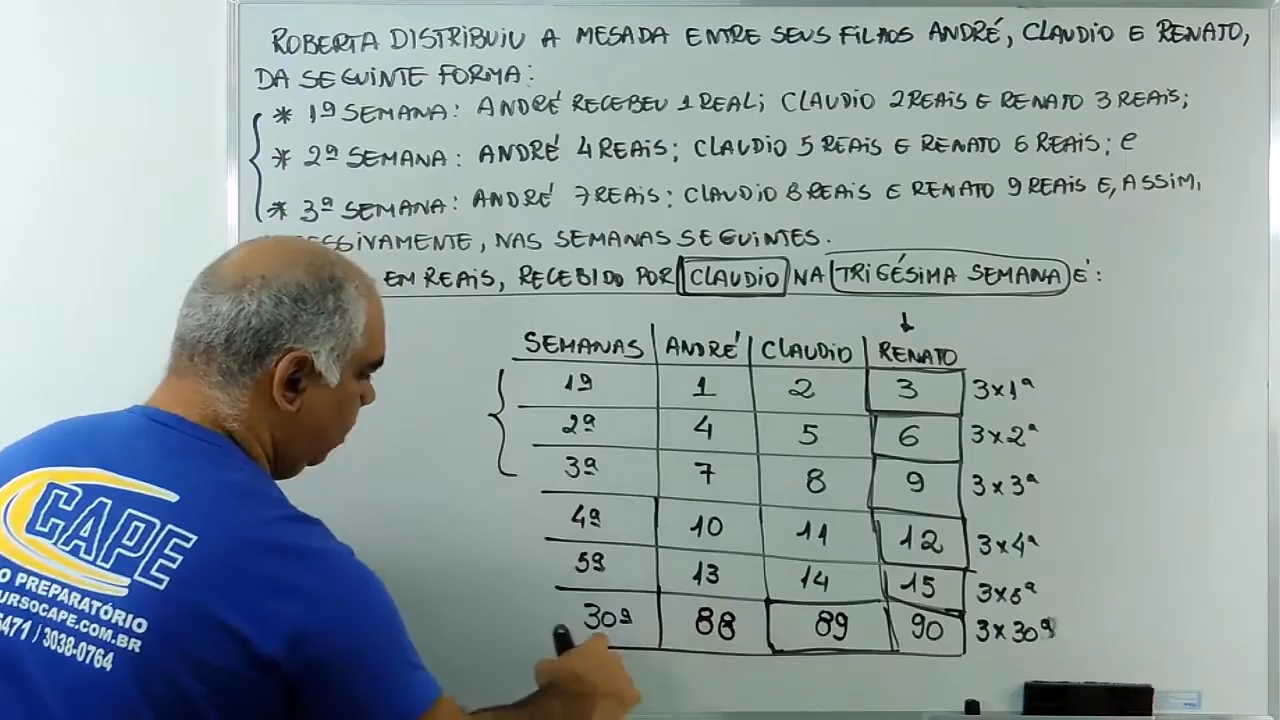 ROBERTA DISTRIBUIU A MESADA ENTRE SEUS FILHOS ANDRÉ, CLAUDIO E RENATO,
DA SEGUINTE FORMA:
* 1ª SEMANA: ANDRÉ RECEBEU 1 REAL; CLAUDIO 2 REAIS E RENATO 3 REAIS;
* 2ª SEMANA: ANDRÉ 4 REAIS; CLAUDIO 5 REAIS E RENATO 6 REAIS; e
* 3ª SEMANA: ANDRÉ 7 REAIS; CLAUDIO 8 REAIS E RENATO 9 REAIS E, ASSIM,
ESSIVAMENTE, NAS SEMANAS SEGUINTES.
EM REAIS, RECEBIDO POR CLAUDIO NA TRIGÉSIMA SEMANA É:
SEMANAS ANDRÉ CLAUDIO RENATO
1ª 1 2 3 3x1ª
2ª 4 5 6 3x2ª
3ª 7 8 9 3x3ª
4ª 10 11 12 3x4ª
5ª 13 14 15 3x5ª
30ª 88 89 90 3x30ª
CAPE
O PREPARATÓRIO
URSOCAPE.COM.BR
5471 / 3038-0764